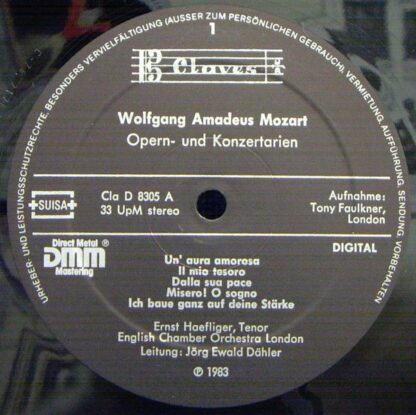 URHEBER- UND LEISTUNGSSCHUTZRECHTE, BESONDERS VERVIELFÄLTIGUNG (AUSSER ZUM PERSÖNLICHEN GEBRAUCH), VERMIETUNG, AUFFÜHRUNG, SENDUNG VORBEHALTEN
1
Claves
Wolfgang Amadeus Mozart
Opern- und Konzertarien
SUISA
Cla D 8305 A
33 UpM stereo
Aufnahme:
Tony Faulkner,
London
Direct Metal ®
DMM
Mastering
DIGITAL
Un' aura amorosa
Il mio tesoro
Dalla sua pace
Misero! O sogno
Ich baue ganz auf deine Stärke
Ernst Haefliger, Tenor
English Chamber Orchestra London
Leitung: Jörg Ewald Dähler
℗ 1983